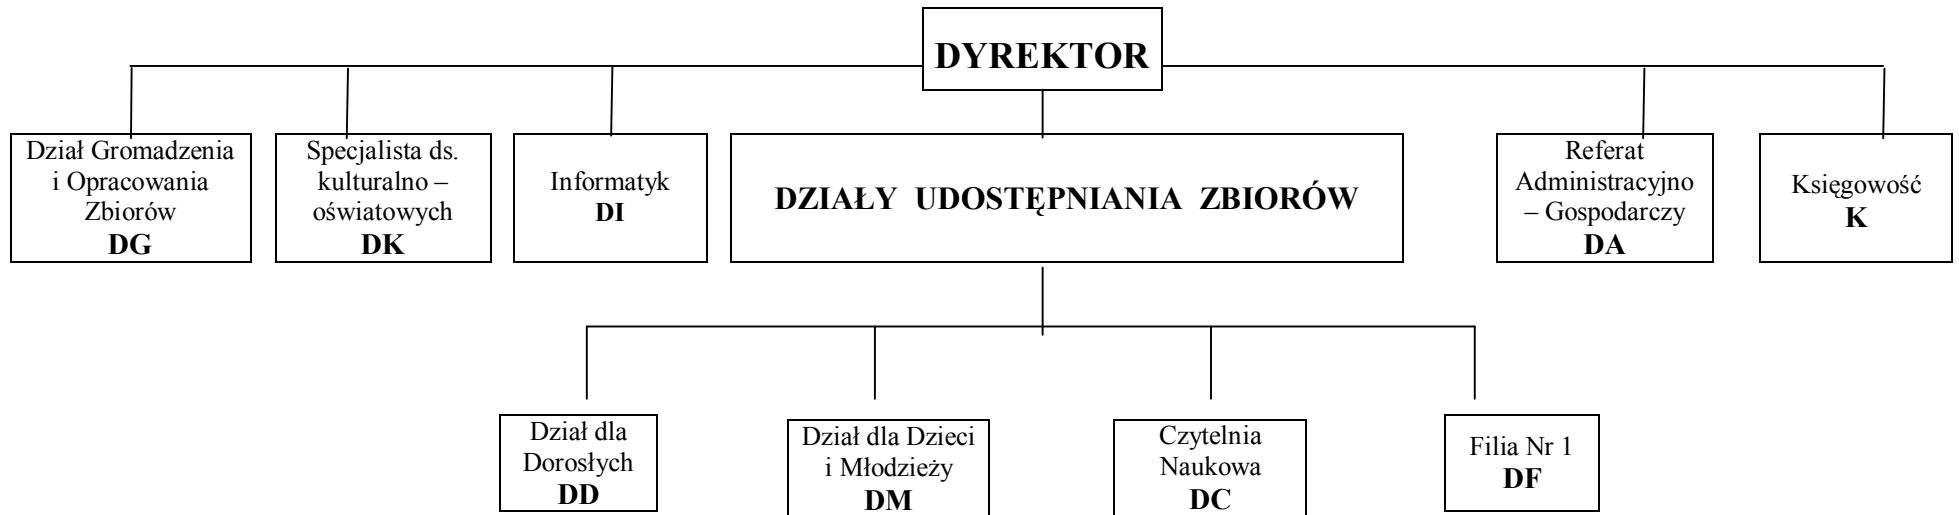 DYREKTOR
Dział Gromadzenia
i Opracowania
Zbiorów
DG
Specjalista ds.
kulturalno –
oświatowych
DK
Informatyk
DI
DZIAŁY UDOSTĘPNIANIA ZBIORÓW
Referat
Administracyjno
– Gospodarczy
DA
Księgowość
K
Dział dla
Dorosłych
DD
Dział dla Dzieci
i Młodzieży
DM
Czytelnia
Naukowa
DC
Filia Nr 1
DF